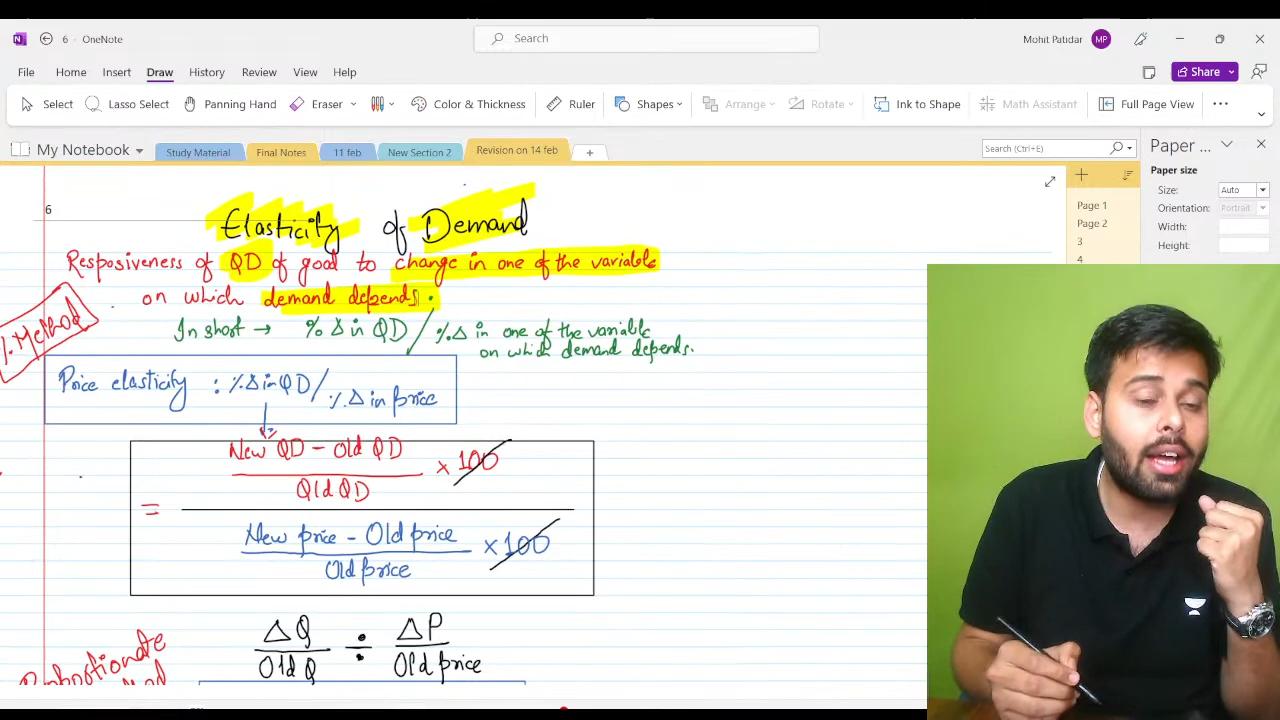 6 - OneNote
Search
Mohit Patidar
MP
File Home Insert Draw History Review View Help
Share
Select Lasso Select Panning Hand Eraser Color & Texture Ruler Shapes Arrange Rotate Ink to Shape Math Assistant Full Page View
My Notebook
Study Material
Final Notes
11 feb
New Section 2
Revision on 14 feb
+
Search (Ctrl+E)
Paper ...
Paper size
Size: Auto
Orientation: Portrait
Width:
Height:
Page 1
Page 2
3
4
6
Elasticity of Demand
Resposiveness of QD of good to change in one of the variable
on which demand depends.
In short → % Δ in QD / % Δ in one of the variable
on which demand depends.
%. Method
Price elasticity : % Δ in QD / % Δ in price
New QD - Old QD
Old QD
× 100
=
New price - Old price
Old price
× 100
ΔQ ÷ ΔP
Old Q Old price
Proportionate